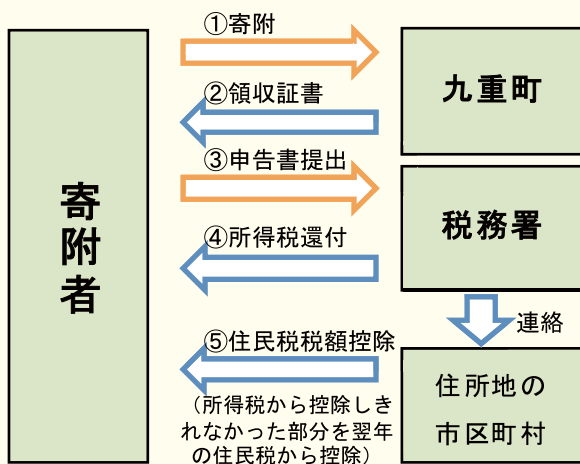 寄附者
①寄附
九重町
②領収証書
③申告書提出
税務署
④所得税還付
連絡
⑤住民税税額控除
(所得税から控除しき
れなかった部分を翌年
の住民税から控除)
住所地の
市区町村